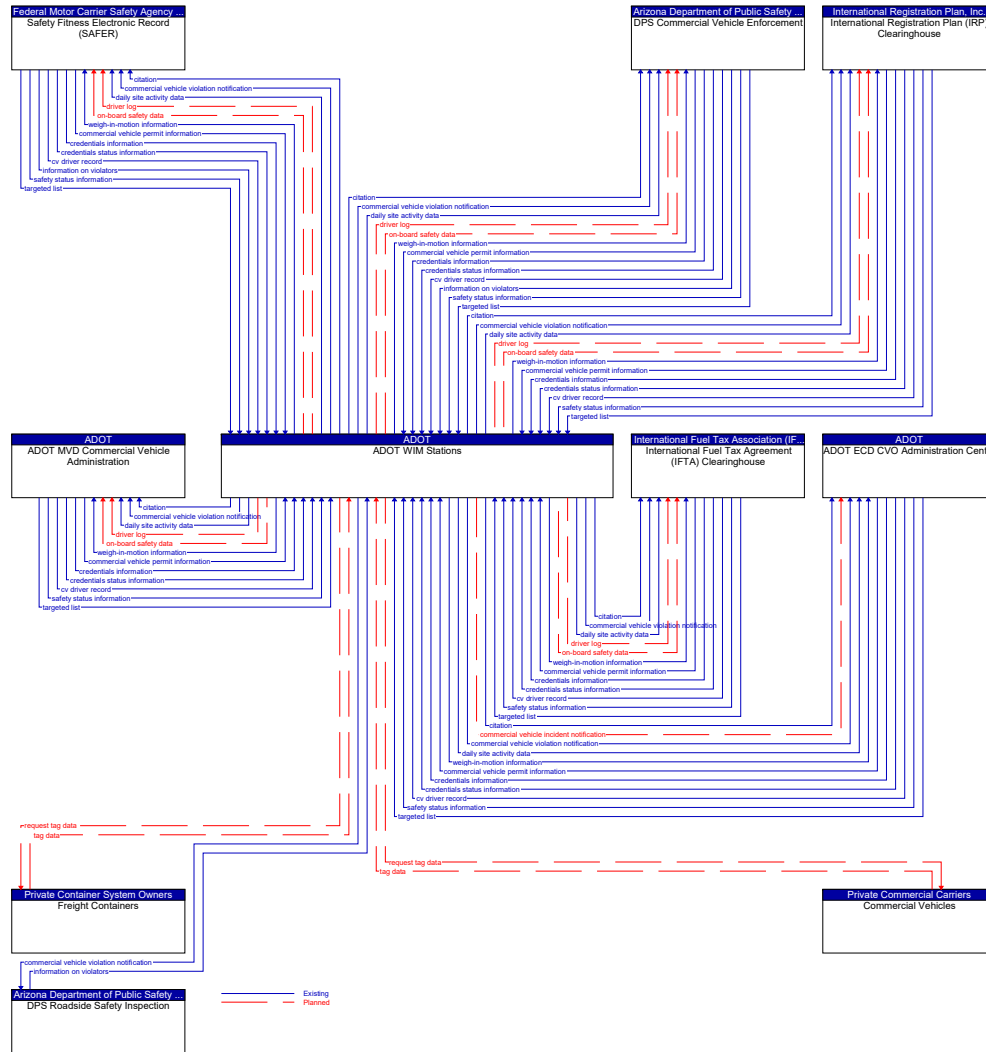 Federal Motor Carrier Safety Agency ...
Safety Fitness Electronic Record
(SAFER)
Arizona Department of Public Safety ...
DPS Commercial Vehicle Enforcement
International Registration Plan, Inc.
International Registration Plan (IRP)
Clearinghouse
citation
commercial vehicle violation notification
daily site activity data
driver log
on-board safety data
weigh-in-motion information
commercial vehicle permit information
credentials information
credentials status information
cv driver record
information on violators
safety status information
targeted list
citation
commercial vehicle violation notification
daily site activity data
driver log
on-board safety data
weigh-in-motion information
commercial vehicle permit information
credentials information
credentials status information
cv driver record
information on violators
safety status information
targeted list
citation
commercial vehicle violation notification
daily site activity data
driver log
on-board safety data
weigh-in-motion information
commercial vehicle permit information
credentials information
credentials status information
cv driver record
safety status information
targeted list
ADOT
ADOT MVD Commercial Vehicle
Administration
ADOT
ADOT WIM Stations
International Fuel Tax Association (IF...
International Fuel Tax Agreement
(IFTA) Clearinghouse
ADOT
ADOT ECD CVO Administration Cent
citation
commercial vehicle violation notification
daily site activity data
driver log
on-board safety data
weigh-in-motion information
commercial vehicle permit information
credentials information
credentials status information
cv driver record
safety status information
targeted list
citation
commercial vehicle violation notification
daily site activity data
driver log
on-board safety data
weigh-in-motion information
commercial vehicle permit information
credentials information
credentials status information
cv driver record
safety status information
targeted list
citation
commercial vehicle incident notification
commercial vehicle violation notification
daily site activity data
weigh-in-motion information
commercial vehicle permit information
credentials information
credentials status information
cv driver record
safety status information
targeted list
request tag data
tag data
request tag data
tag data
Private Container System Owners
Freight Containers
Private Commercial Carriers
Commercial Vehicles
commercial vehicle violation notification
information on violators
Arizona Department of Public Safety ...
DPS Roadside Safety Inspection
Existing
Planned